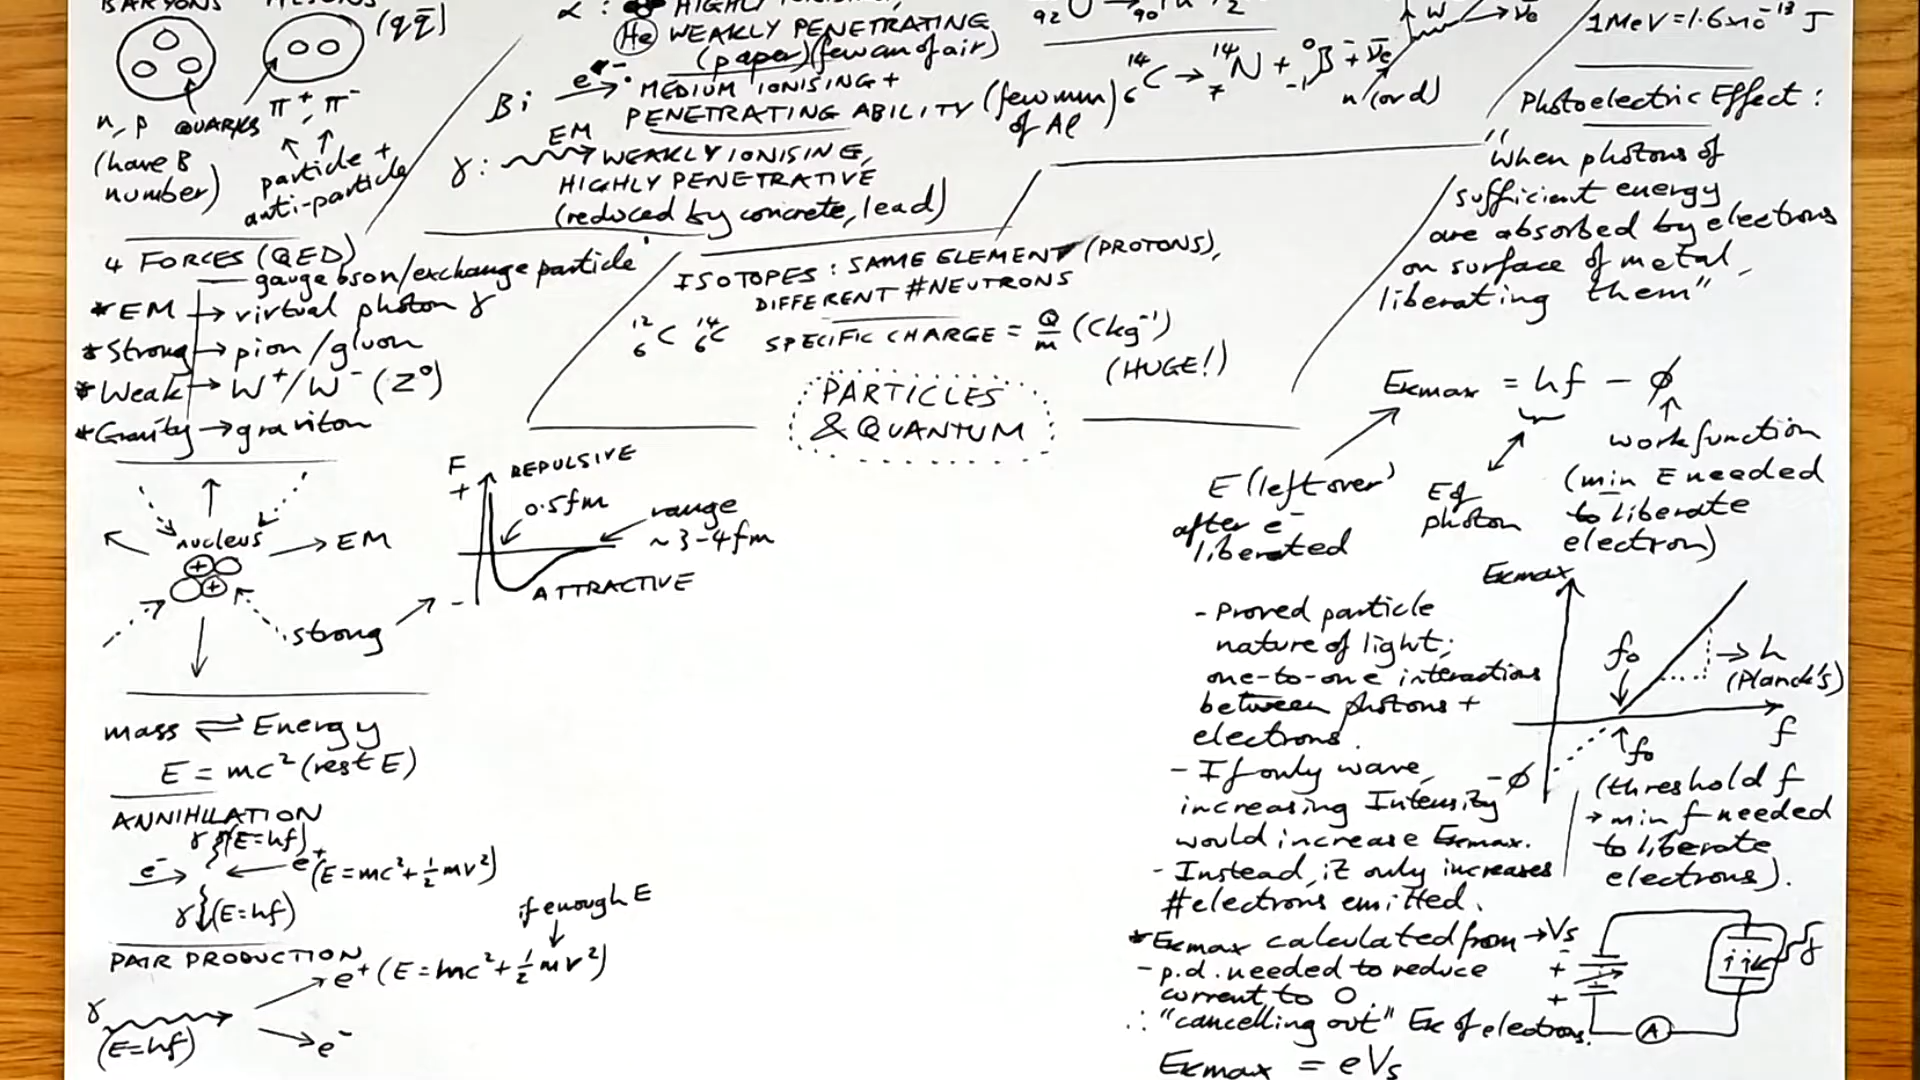 BARYONS
MESONS
(qq̄)
n, p
QUARKS
π⁺, π⁻
(have B
number)
particle +
anti-particle
α : HIGHLY IONISING,
He WEAKLY PENETRATING
(paper) (few cm of air)
B: e⁻ MEDIUM IONISING +
PENETRATING ABILITY (few mm)
of Al
EM
γ: WEAKLY IONISING,
HIGHLY PENETRATIVE
(reduced by concrete, lead)
¹⁴₆C → ¹⁴₇N + ⁰₋₁β⁻ + ν̄e
W⁻
ν̄e
n (or d)
1 MeV = 1.6x10⁻¹³ J
Photoelectric Effect :
"when photons of
sufficient energy
are absorbed by electrons
on surface of metal,
liberating them"
4 FORCES (QED)
gauge boson/exchange particle
*EM → virtual photon γ
*Strong → pion / gluon
*Weak → W⁺/W⁻ (Z⁰)
*Gravity → graviton
ISOTOPES : SAME ELEMENT (PROTONS),
DIFFERENT #NEUTRONS
¹²₆C ¹⁴₆C
SPECIFIC CHARGE = Q/m (Ckg⁻¹)
(HUGE!)
PARTICLES
& QUANTUM
nucleus
+
+
EM
strong
F
+
REPULSIVE
0.5fm
range
~3-4fm
ATTRACTIVE
-
mass ⇌ Energy
E = mc² (rest E)
ANNIHILATION
γ (E=hf)
e⁻
e⁺ (E=mc²+½mv²)
γ (E=hf)
PAIR PRODUCTION
if enough E
e⁺ (E=mc²+½mv²)
γ
(E=hf)
e⁻
Ekmax = hf - φ
E (leftover)
after e⁻
liberated
E of
photon
work function
(min E needed
to liberate
electron)
- Proved particle
nature of light;
one-to-one interactions
between photons +
electrons.
- If only wave,
increasing Intensity
would increase Ekmax.
- Instead, it only increases
#electrons emitted.
Ekmax
f₀
→ h
(Planck's)
f
-φ
f₀
(threshold f
→ min f needed
to liberate
electrons).
*Ekmax calculated from → Vs
- p.d. needed to reduce
current to 0.
∴ "cancelling out" Ek of electrons.
Ekmax = eVs
-
+
+
A